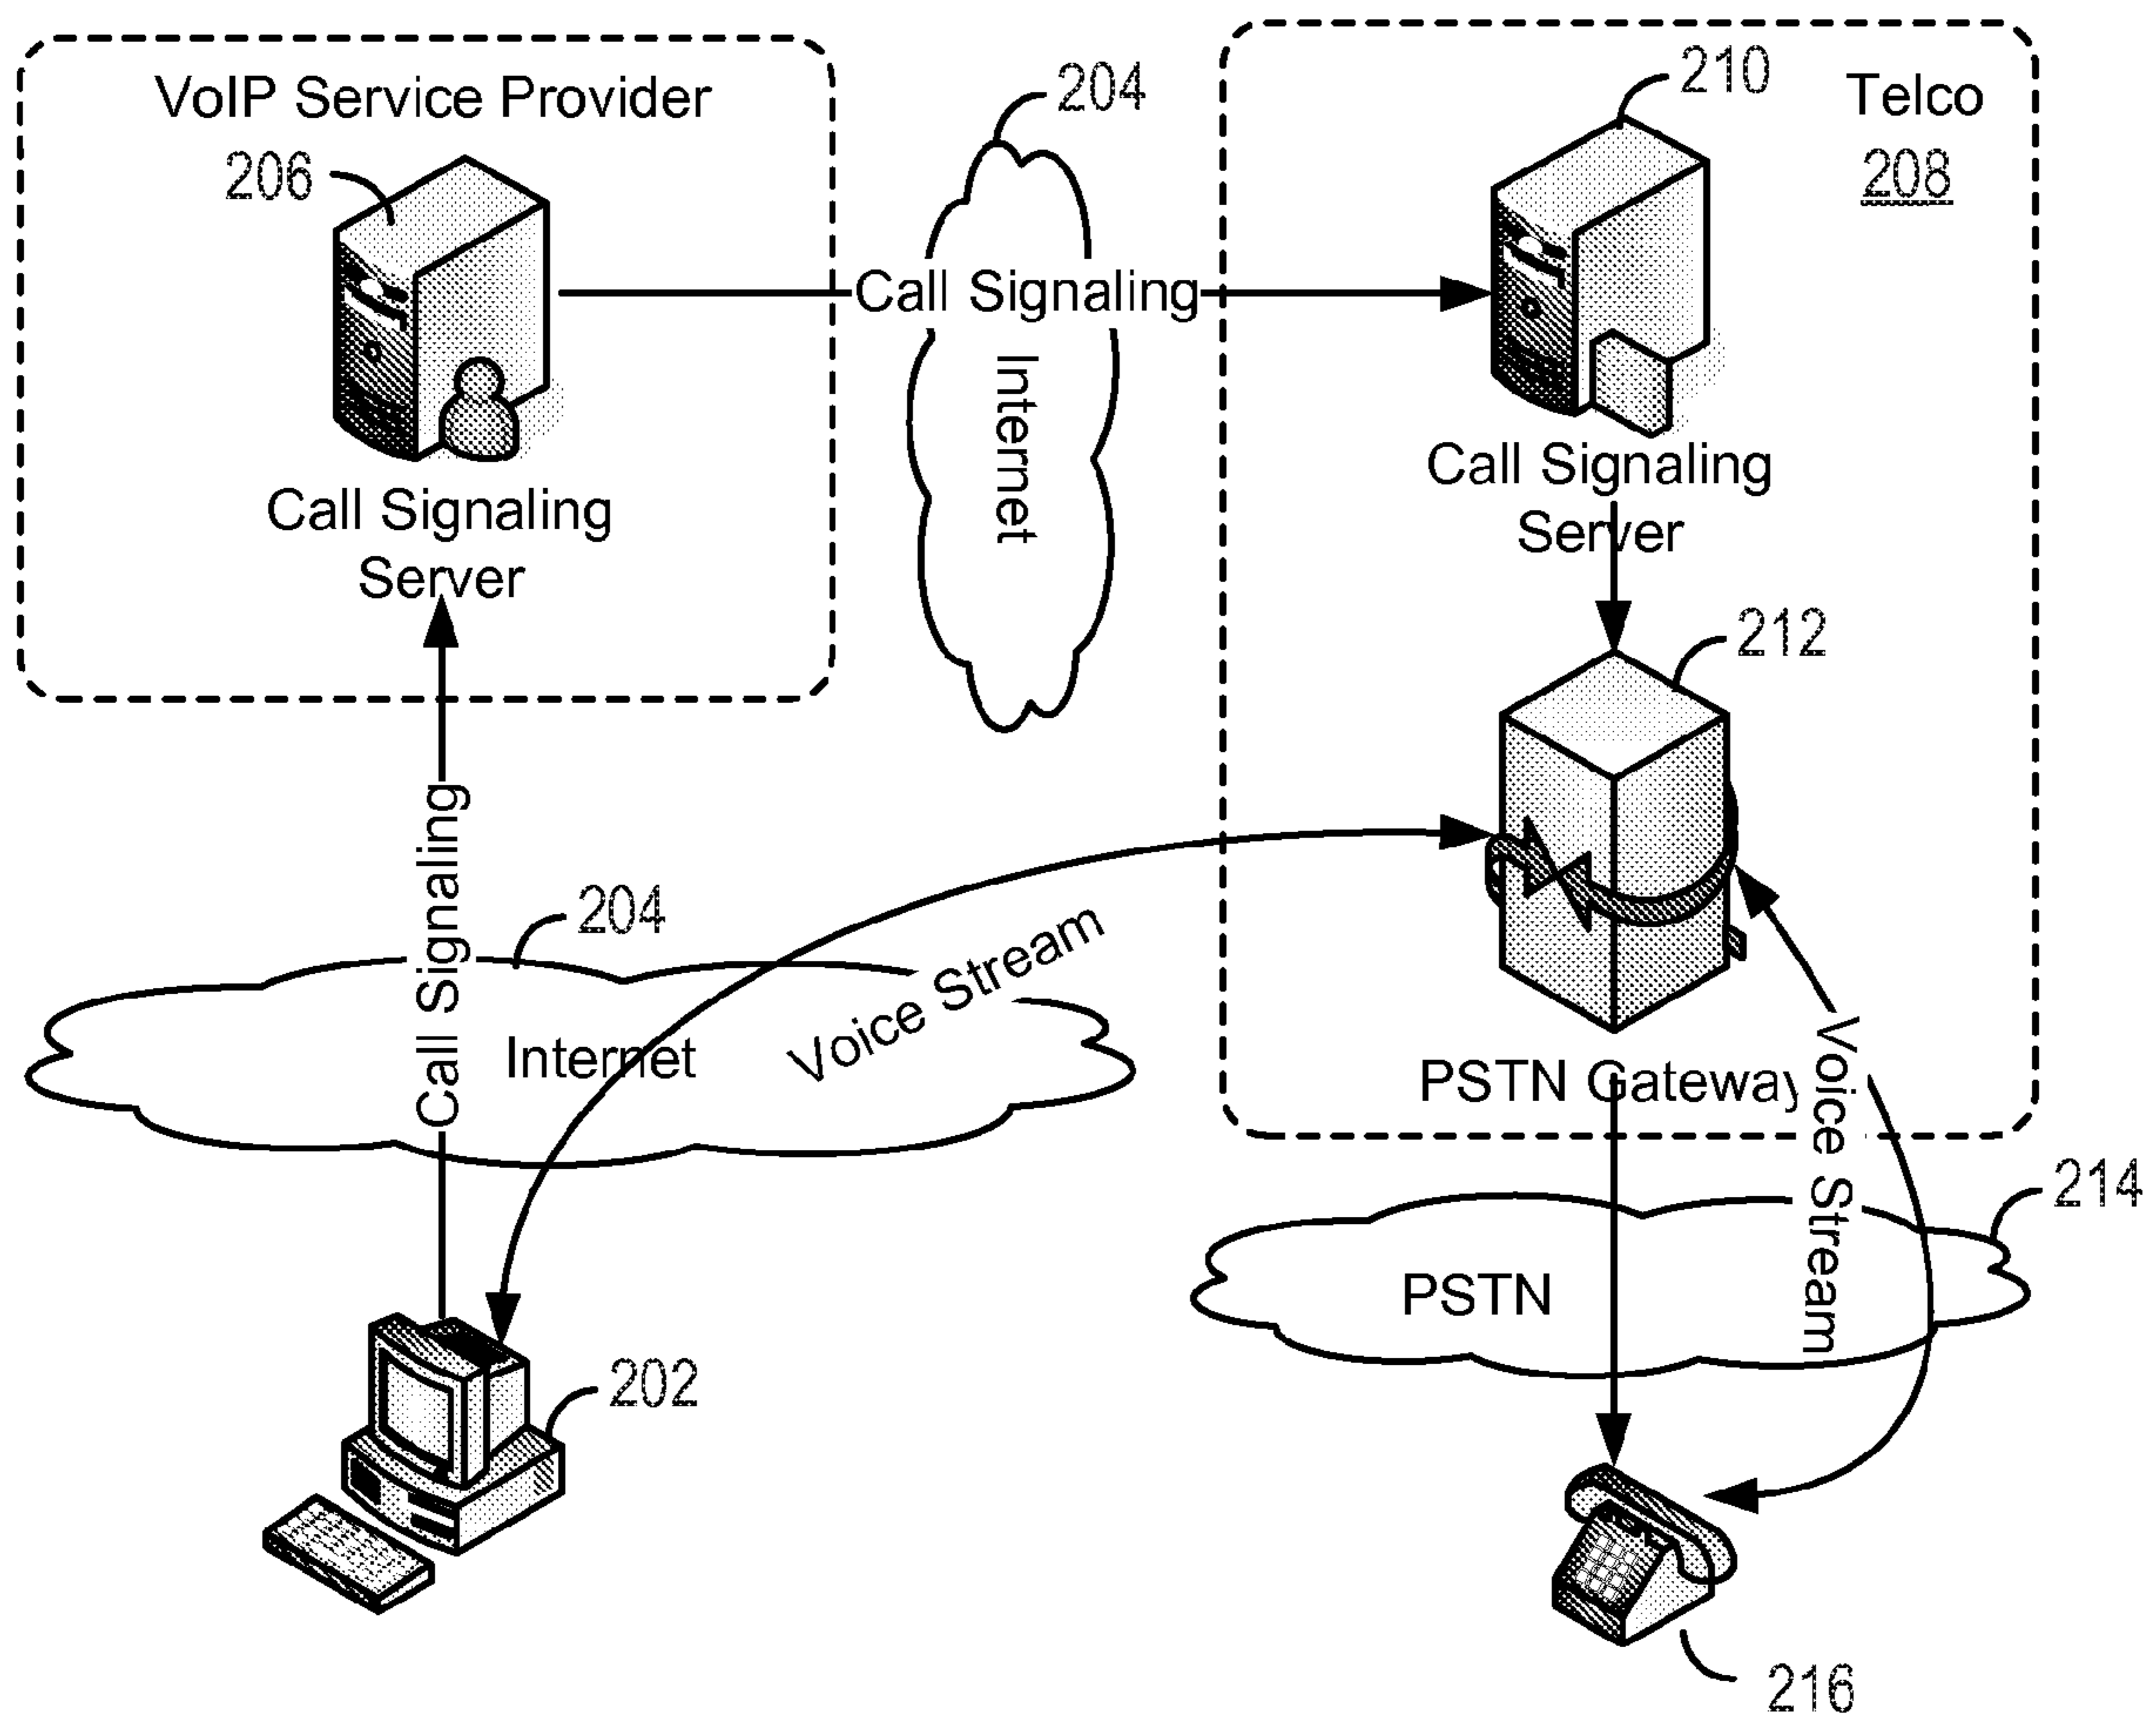 VoIP Service Provider
206
Call Signaling
Server
204
Call Signaling
Internet
210
Telco
208
Call Signaling
Server
212
PSTN Gateway
Call Signaling
204
Internet
Voice Stream
Voice Stream
214
PSTN
202
216